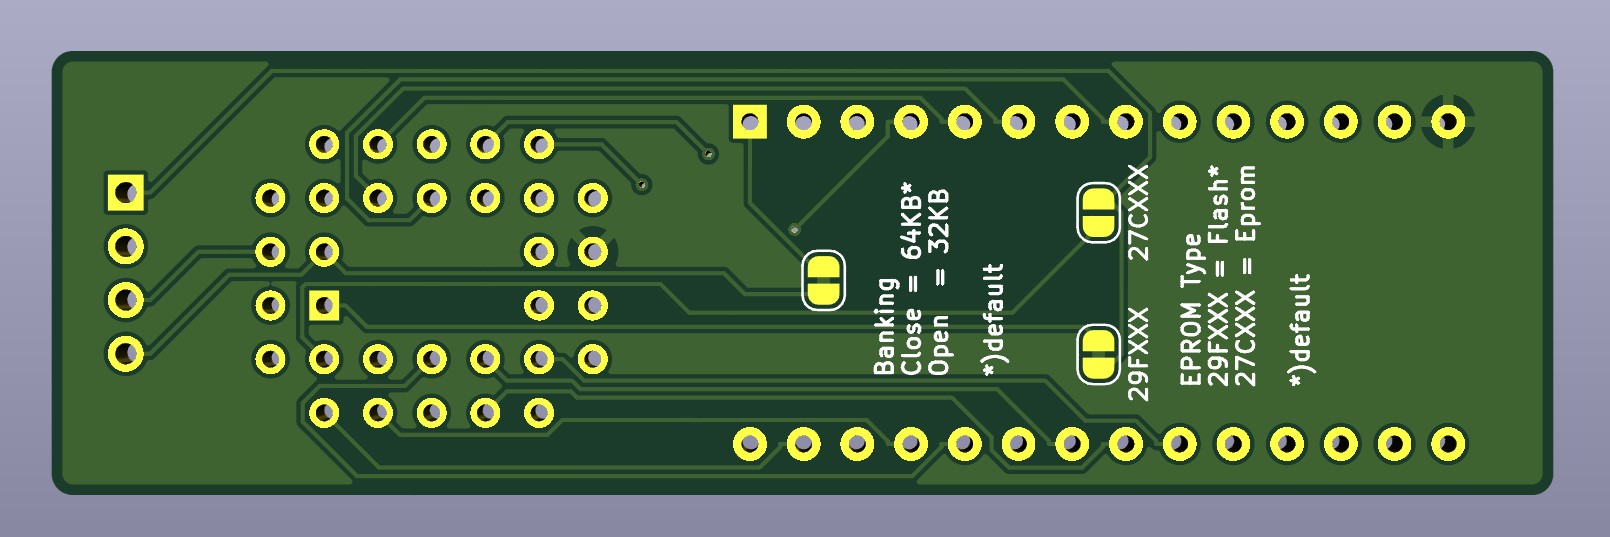 Banking
Close = 64KB*
Open = 32KB
*)default
27CXXX
29FXXX
EPROM Type
29FXXX = Flash*
27CXXX = Eprom
*)default